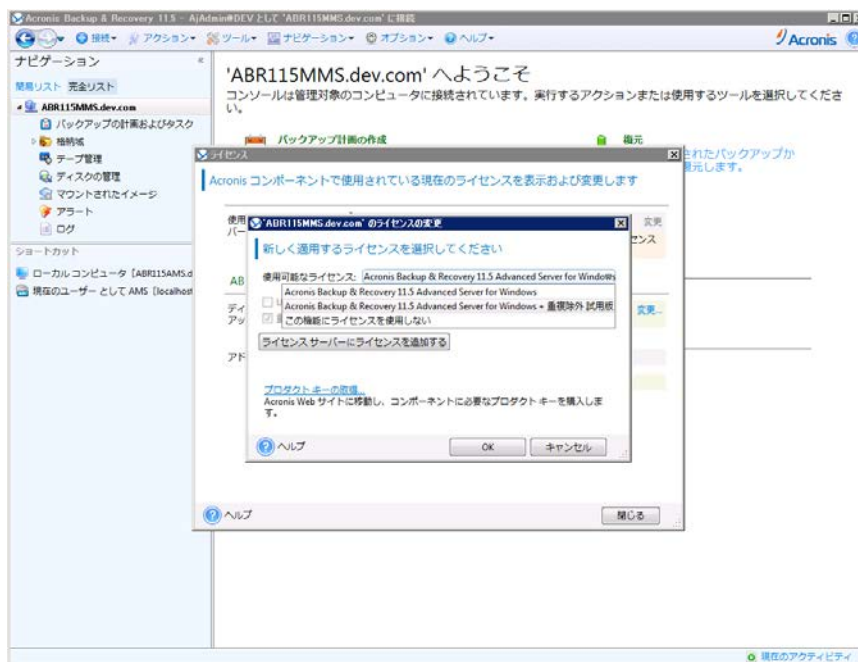 Acronis Backup & Recovery 11.5 - AjAdmin@DEV として 'ABR115MMS.dev.com' に接続
接続 アクション ツール ナビゲーション オプション ヘルプ
Acronis
ナビゲーション
簡易リスト 完全リスト
ABR115MMS.dev.com
バックアップの計画およびタスク
格納域
テープ管理
ディスクの管理
マウントされたイメージ
アラート
ログ
ショートカット
ローカル コンピュータ [ABR115AMS.d
現在のユーザー として AMS [localhost
'ABR115MMS.dev.com' へようこそ
コンソールは管理対象のコンピュータに接続されています。実行するアクションまたは使用するツールを選択してくださ
い。
バックアップ計画の作成
復元
されたバックアップか
元します。
ライセンス
Acronis コンポーネントで使用されている現在のライセンスを表示および変更します
使用
バー
変更
センス
AB
ディ
アッ
変更...
アド
'ABR115MMS.dev.com' のライセンスの変更
新しく適用するライセンスを選択してください
使用可能なライセンス: Acronis Backup & Recovery 11.5 Advanced Server for Windows
Acronis Backup & Recovery 11.5 Advanced Server for Windows
Acronis Backup & Recovery 11.5 Advanced Server for Windows + 重複除外 試用版
この機能にライセンスを使用しない
ライセンス サーバーにライセンスを追加する
プロダクト キーの取得...
Acronis Web サイトに移動し、コンポーネントに必要なプロダクト キーを購入しま
す。
ヘルプ
OK
キャンセル
ヘルプ
閉じる
現在のアクティビティ